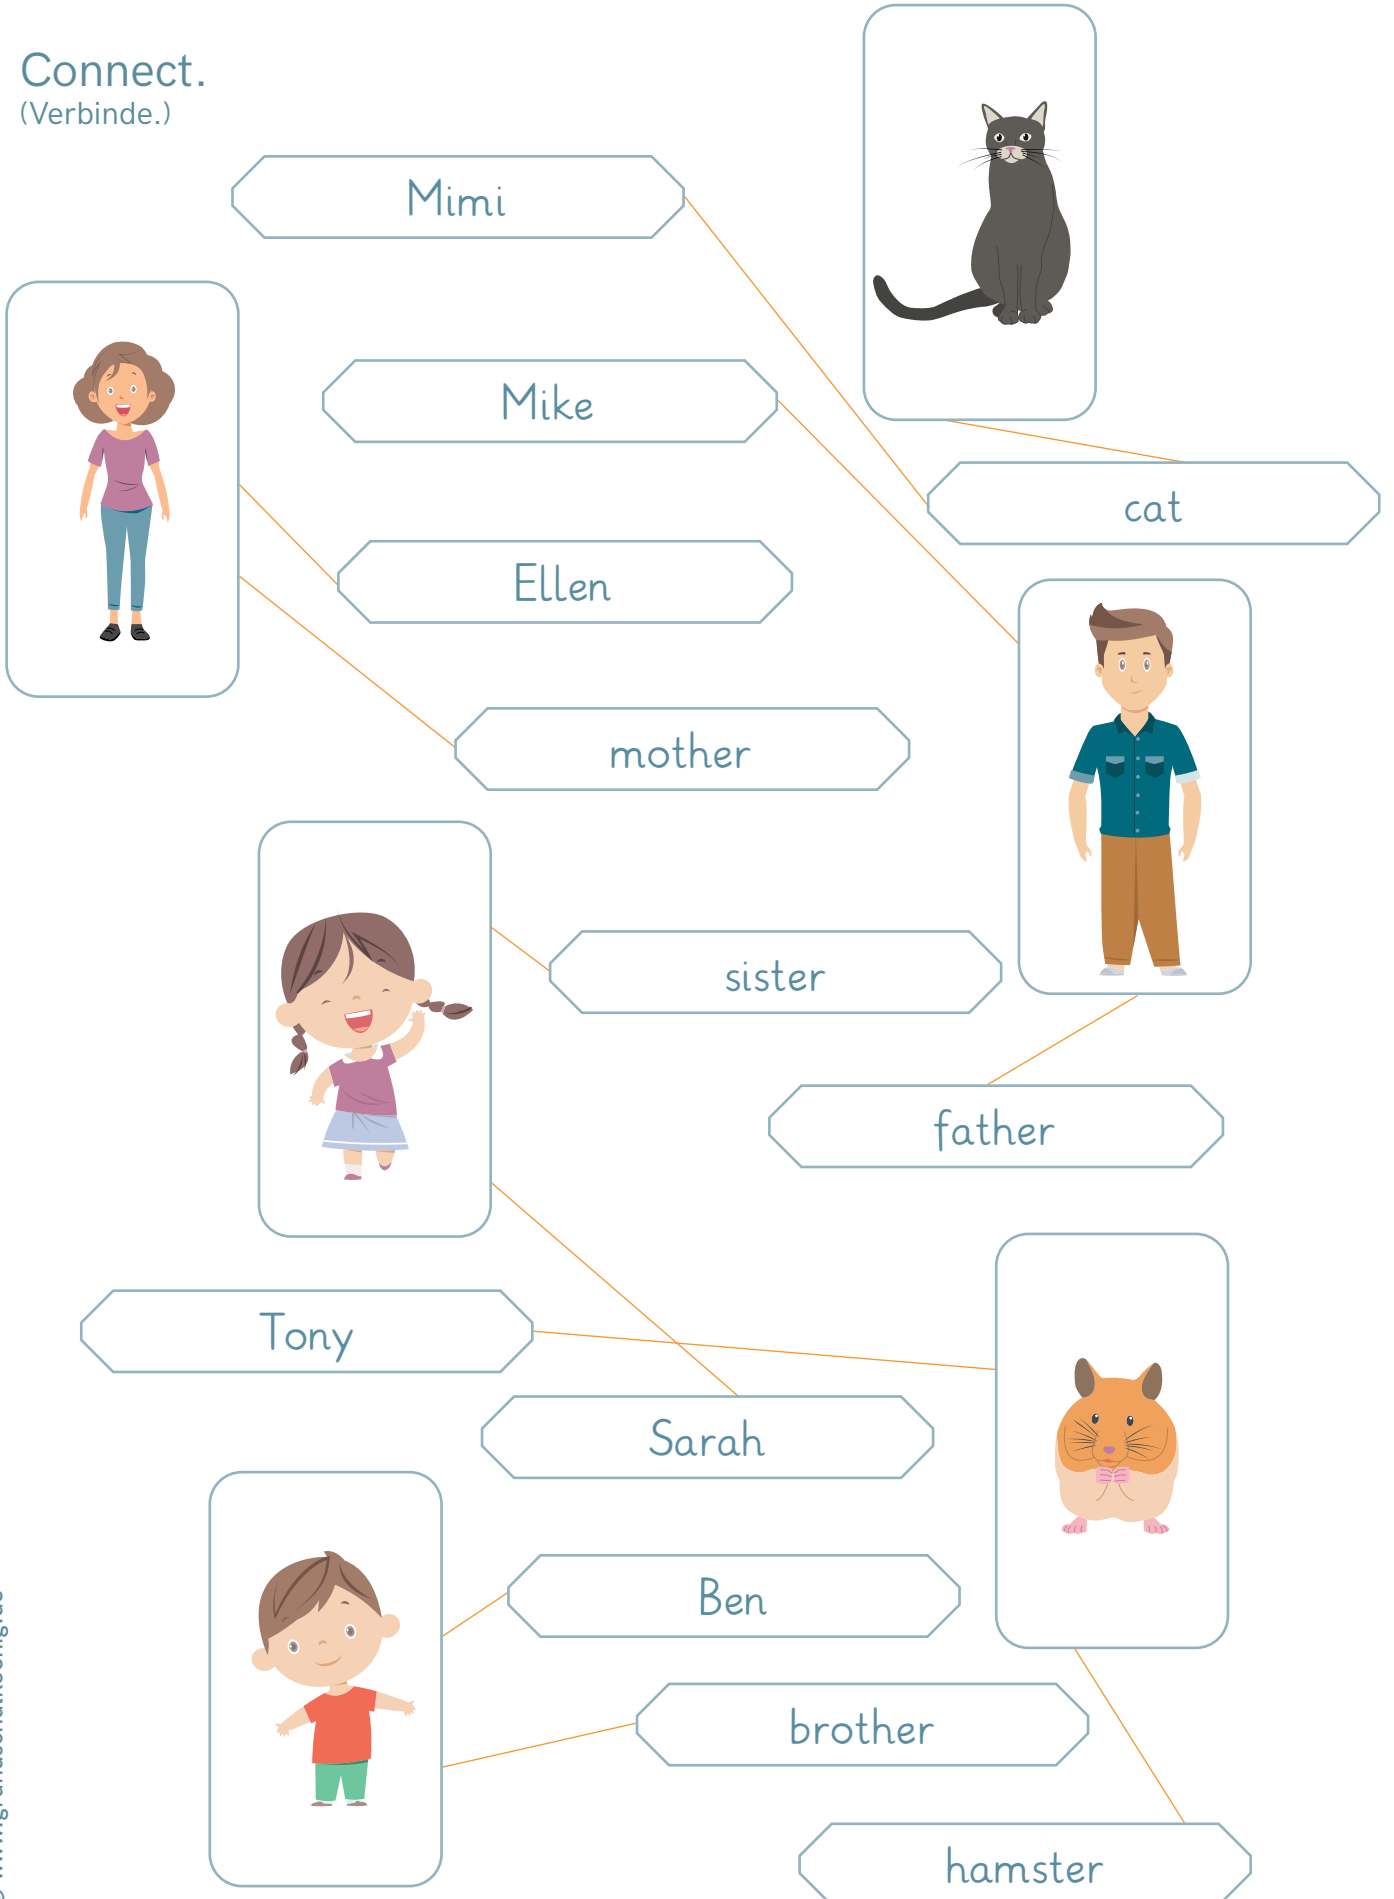 Connect.
(Verbinde.)
Mimi
Mike
cat
Ellen
mother
sister
father
Tony
Sarah
Ben
brother
hamster